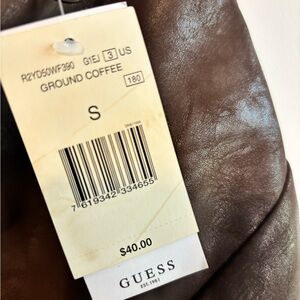 R2YD50WF390 G1EJ 3 US
GROUND COFFEE
180
S
7 619342 334655
$40.00
GUESS
EST. 1981